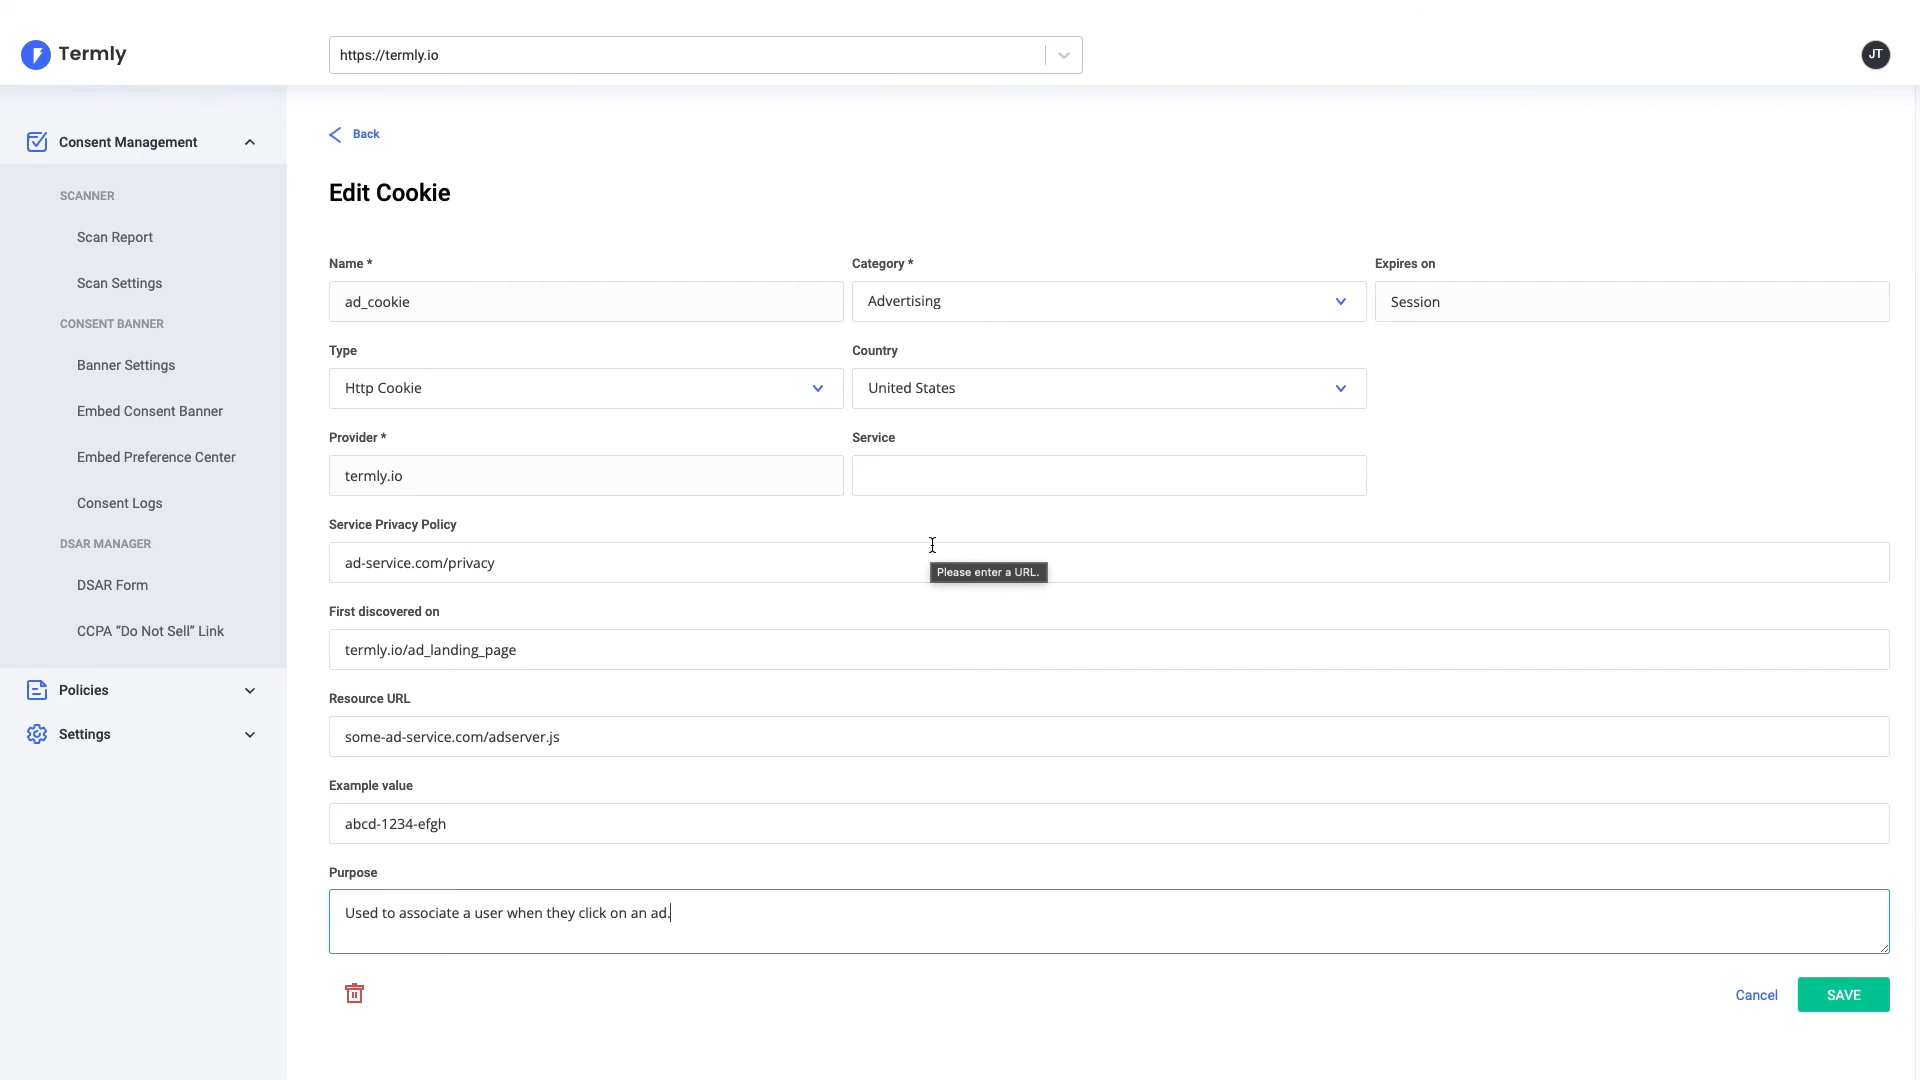 Termly
https://termly.io
JT
Consent Management
SCANNER
Scan Report
Scan Settings
CONSENT BANNER
Banner Settings
Embed Consent Banner
Embed Preference Center
Consent Logs
DSAR MANAGER
DSAR Form
CCPA “Do Not Sell” Link
Policies
Settings
Back
Edit Cookie
Name *
Category *
Expires on
ad_cookie
Advertising
Session
Type
Country
Http Cookie
United States
Provider *
Service
termly.io
Service Privacy Policy
ad-service.com/privacy
Please enter a URL.
First discovered on
termly.io/ad_landing_page
Resource URL
some-ad-service.com/adserver.js
Example value
abcd-1234-efgh
Purpose
Used to associate a user when they click on an ad.
Cancel
SAVE